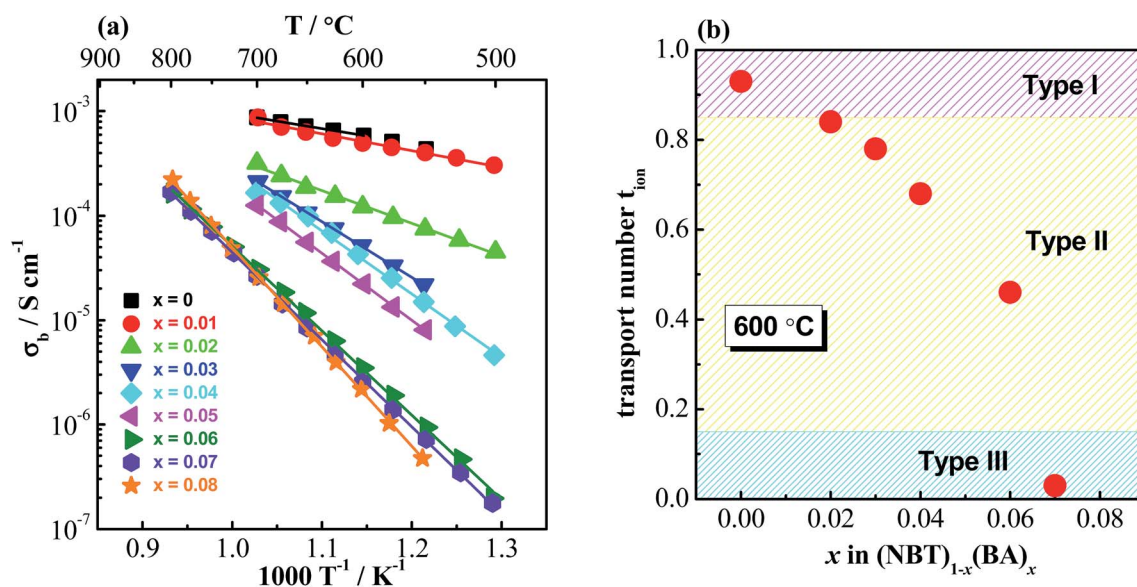 (a)
T / °C
900 800 700 600 500
10⁻³
10⁻⁴
10⁻⁵
10⁻⁶
10⁻⁷
σ_b / S cm⁻¹
x = 0
x = 0.01
x = 0.02
x = 0.03
x = 0.04
x = 0.05
x = 0.06
x = 0.07
x = 0.08
0.9 1.0 1.1 1.2 1.3
1000 T⁻¹ / K⁻¹
(b)
1.0
0.8
0.6
0.4
0.2
0.0
transport number t_ion
Type I
Type II
600 °C
Type III
0.00 0.02 0.04 0.06 0.08
x in (NBT)₁₋ₓ(BA)ₓ